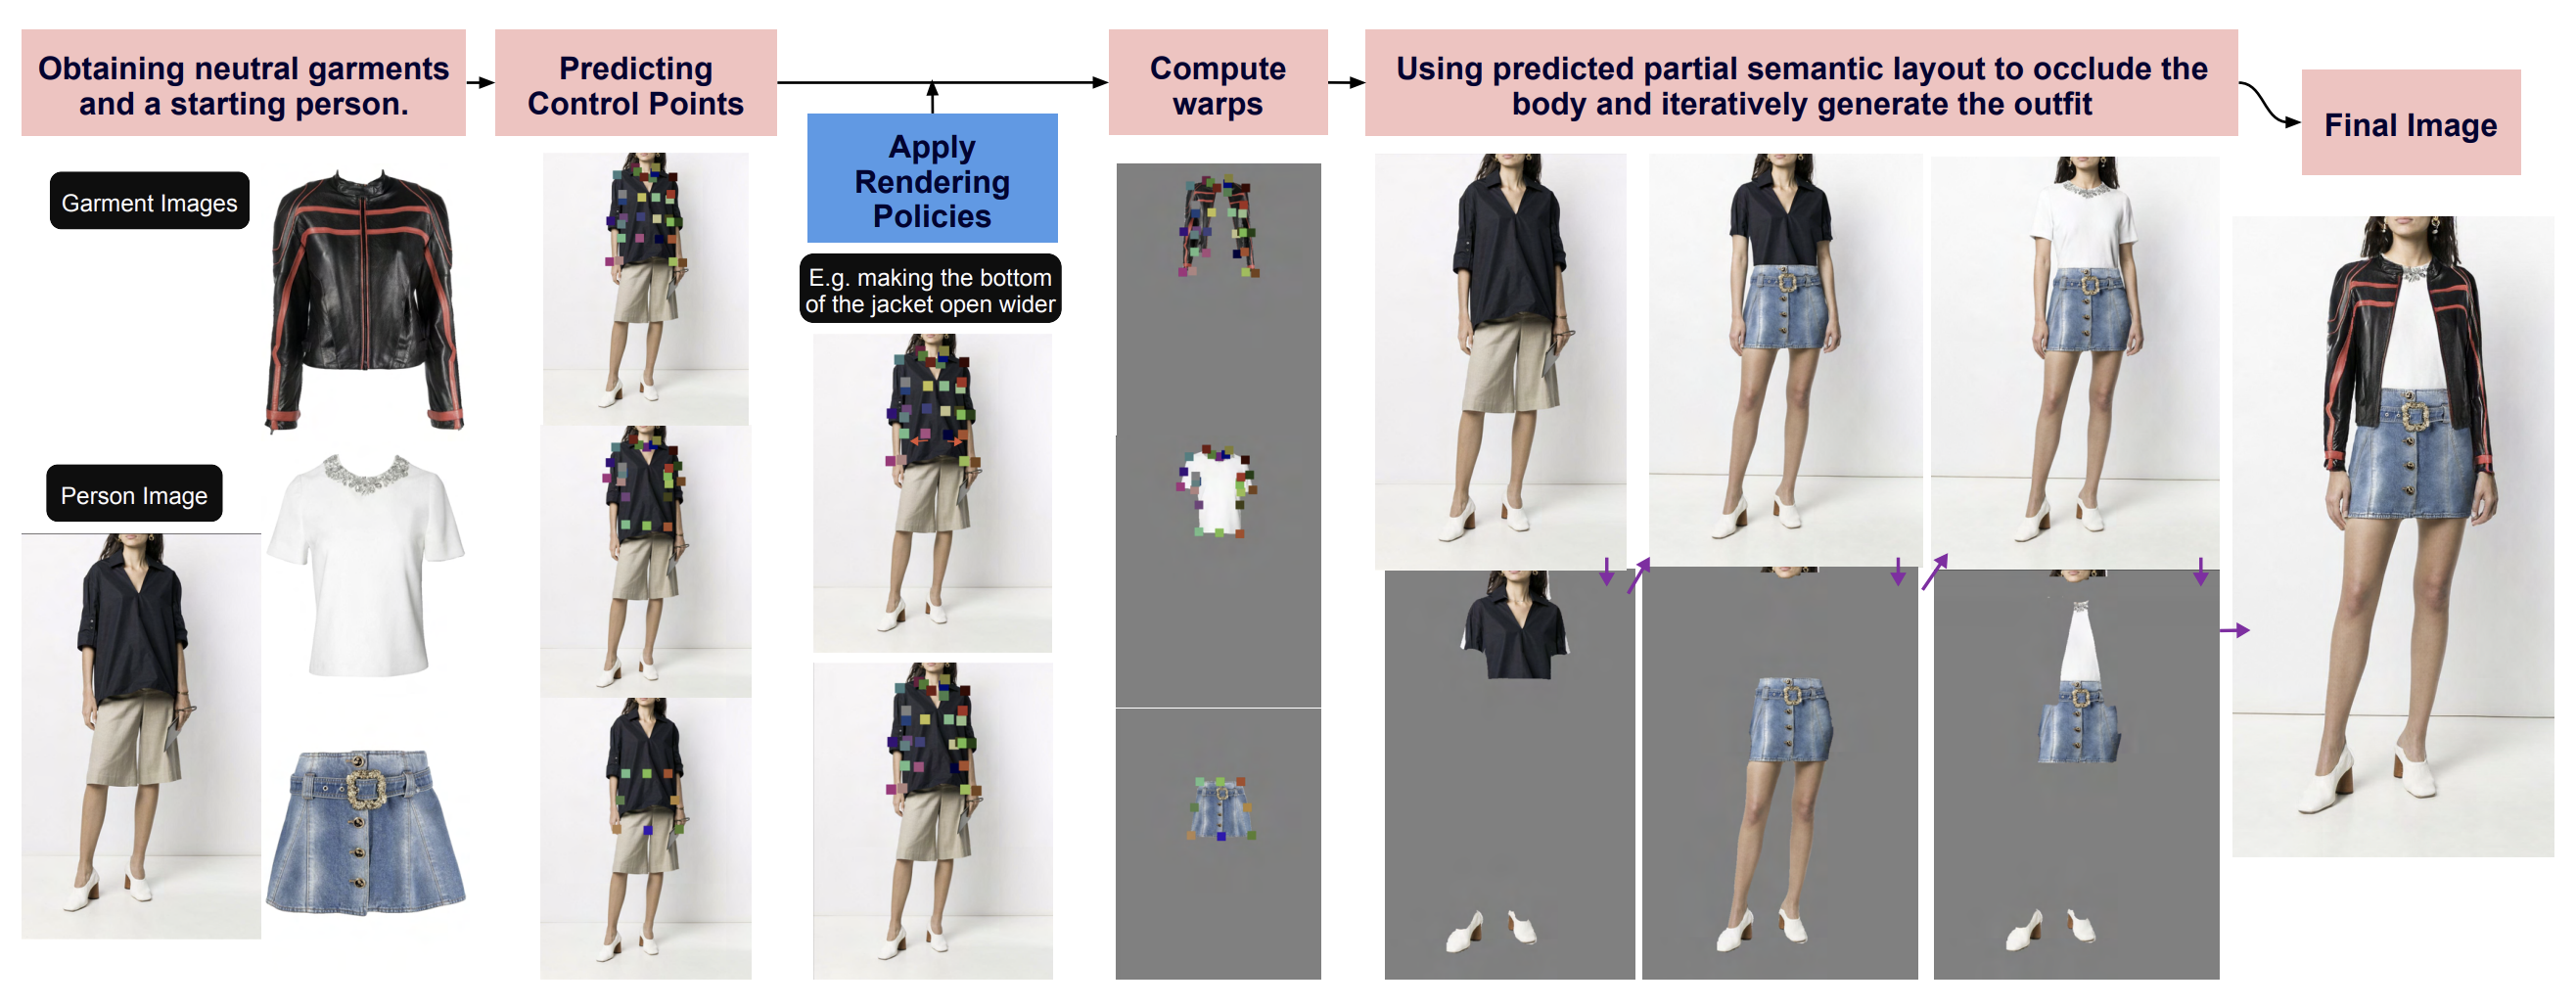 Obtaining neutral garments
and a starting person.
Predicting
Control Points
Apply
Rendering
Policies
E.g. making the bottom
of the jacket open wider
Compute
warps
Using predicted partial semantic layout to occlude the
body and iteratively generate the outfit
Final Image
Garment Images
Person Image